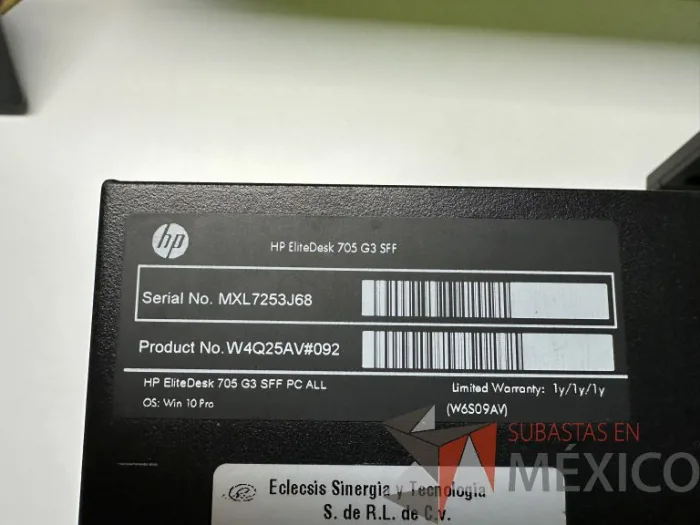 hp
HP EliteDesk 705 G3 SFF
Serial No. MXL7253J68
Product No. W4Q25AV#092
HP EliteDesk 705 G3 SFF PC ALL
Limited Warranty: 1y/1y/1y
OS: Win 10 Pro
(W6S09AV)
SUBASTAS EN
MÉXICO
Eclecsis Sinergia y Tecnología
S. de R.L. de C.v.